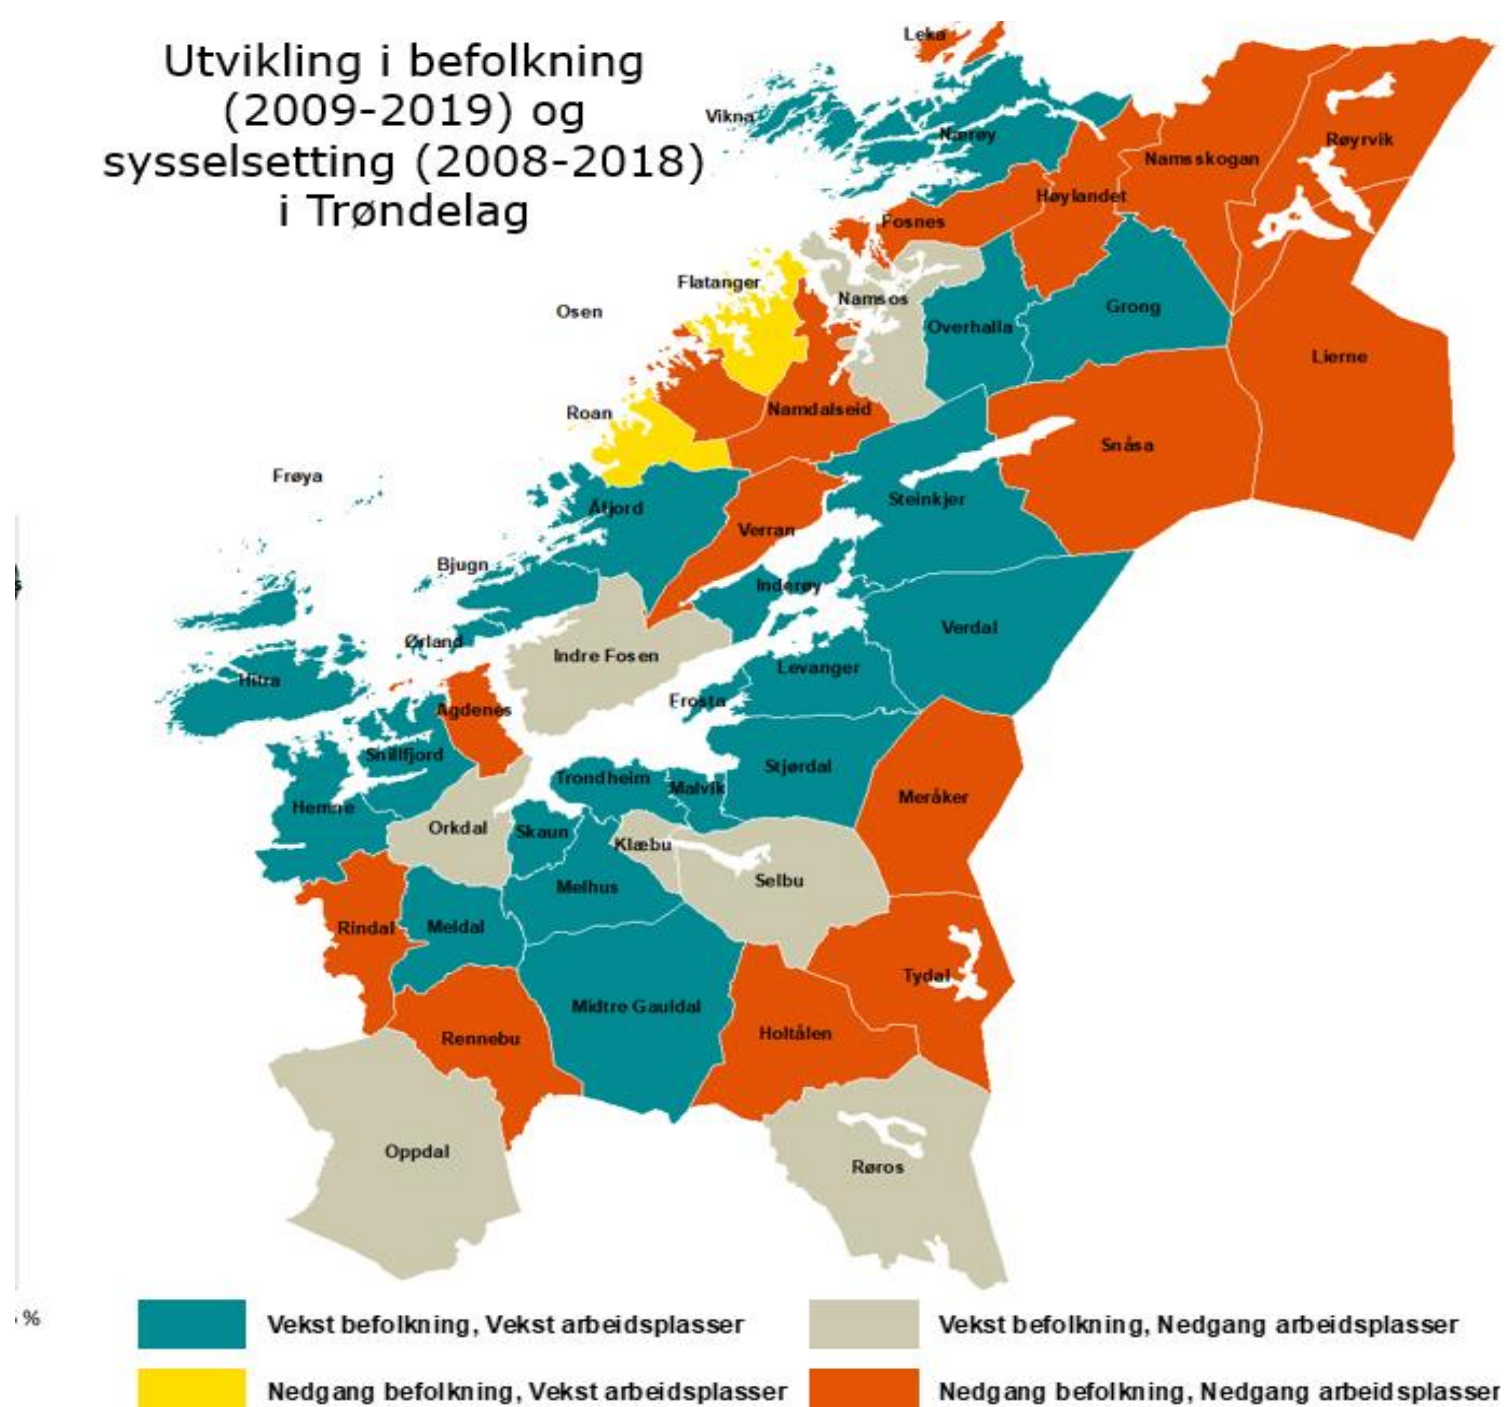 Utvikling i befolkning
(2009-2019) og
sysselsetting (2008-2018)
i Trøndelag
Leka
Vikna
Nærøy
Røyrvik
Namsskogan
Høylandet
Fosnes
Flatanger
Namsos
Grong
Osen
Overhalla
Lierne
Roan
Namdalseid
Snåsa
Frøya
Steinkjer
Åfjord
Verran
Bjugn
Inderøy
Verdal
Ørland
Indre Fosen
Levanger
Hitra
Frosta
Agdenes
Snillfjord
Stjørdal
Trondheim
Malvik
Meråker
Hemne
Orkdal
Skaun
Klæbu
Selbu
Melhus
Rindal
Meldal
Tydal
Midtre Gauldal
Holtålen
Rennebu
Oppdal
Røros
%
Vekst befolkning, Vekst arbeidsplasser
Vekst befolkning, Nedgang arbeidsplasser
Nedgang befolkning, Vekst arbeidsplasser
Nedgang befolkning, Nedgang arbeidsplasser